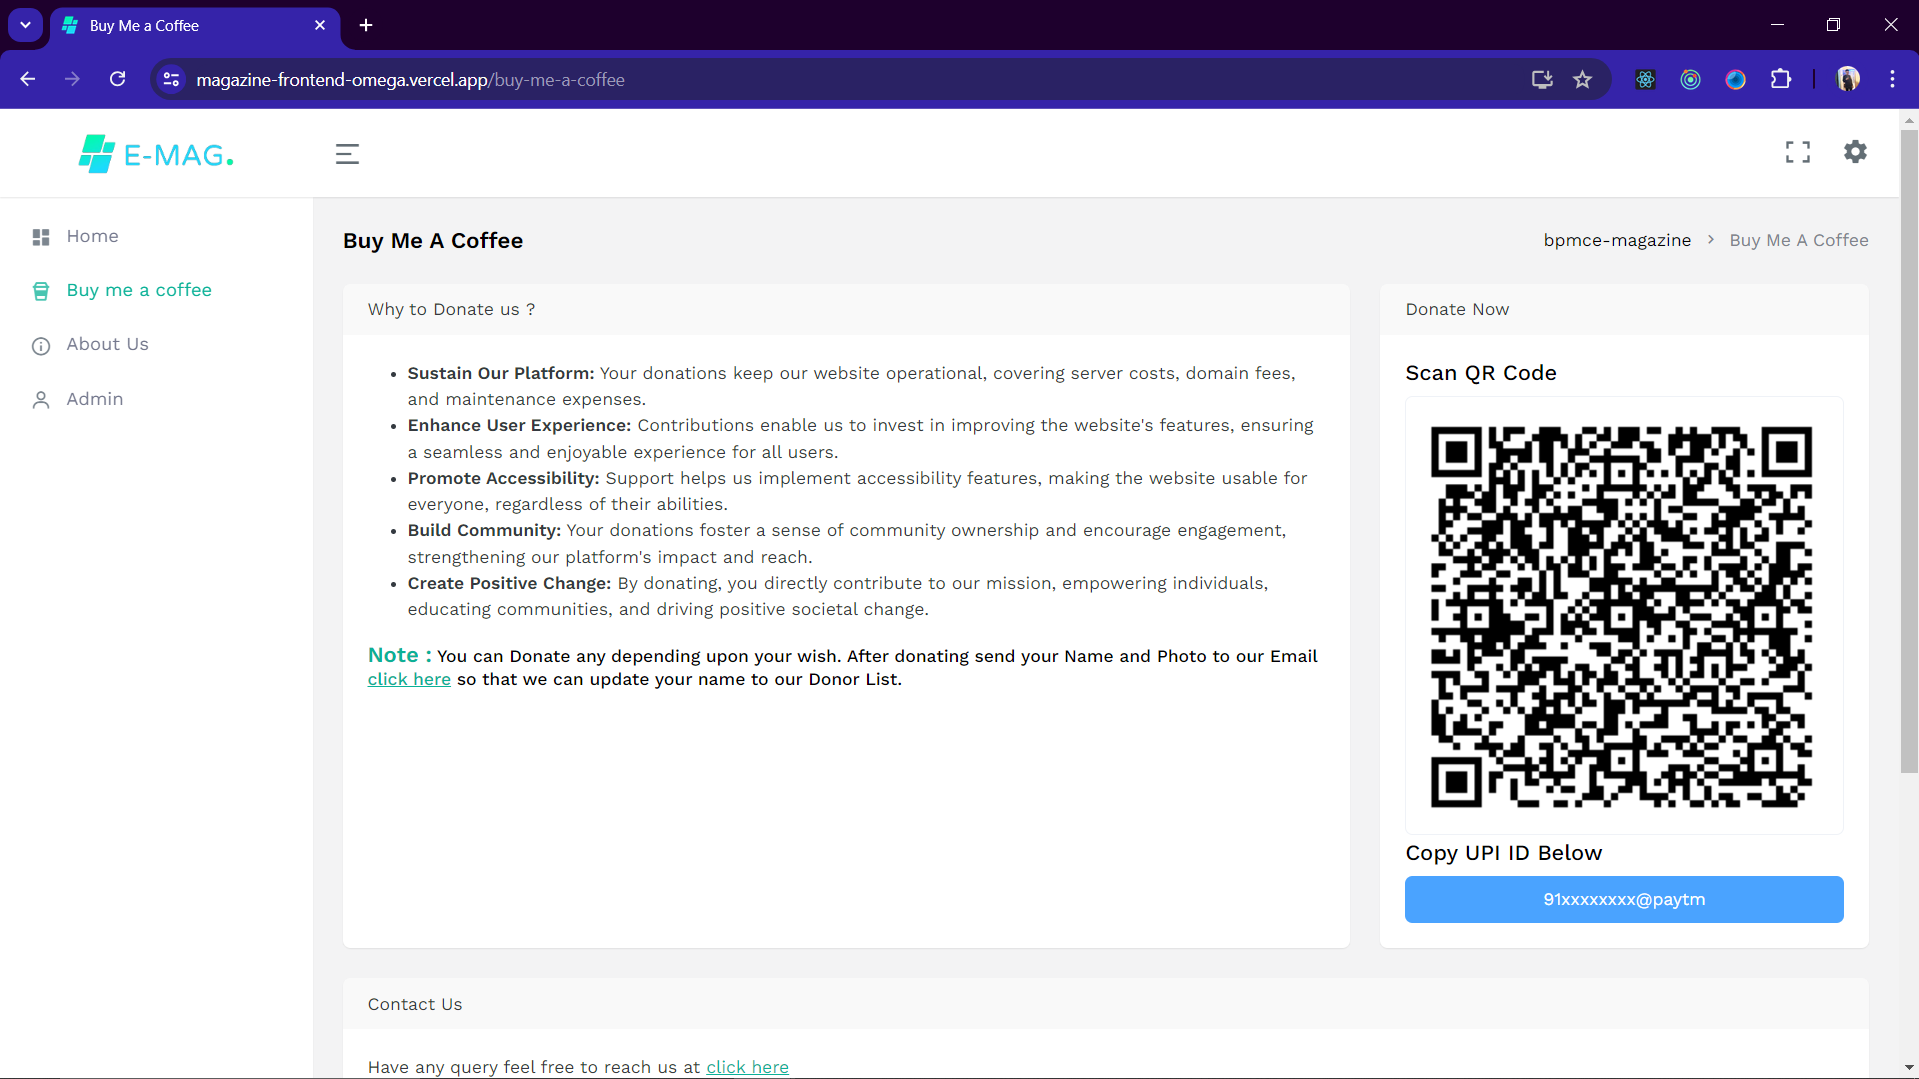 Buy Me a Coffee
magazine-frontend-omega.vercel.app/buy-me-a-coffee
E-MAG.
Home
Buy me a coffee
About Us
Admin
Buy Me A Coffee
bpmce-magazine > Buy Me A Coffee
Why to Donate us ?
• Sustain Our Platform: Your donations keep our website operational, covering server costs, domain fees,
and maintenance expenses.
• Enhance User Experience: Contributions enable us to invest in improving the website's features, ensuring
a seamless and enjoyable experience for all users.
• Promote Accessibility: Support helps us implement accessibility features, making the website usable for
everyone, regardless of their abilities.
• Build Community: Your donations foster a sense of community ownership and encourage engagement,
strengthening our platform's impact and reach.
• Create Positive Change: By donating, you directly contribute to our mission, empowering individuals,
educating communities, and driving positive societal change.
Note : You can Donate any depending upon your wish. After donating send your Name and Photo to our Email
click here so that we can update your name to our Donor List.
Donate Now
Scan QR Code
Copy UPI ID Below
91xxxxxxxx@paytm
Contact Us
Have any query feel free to reach us at click here